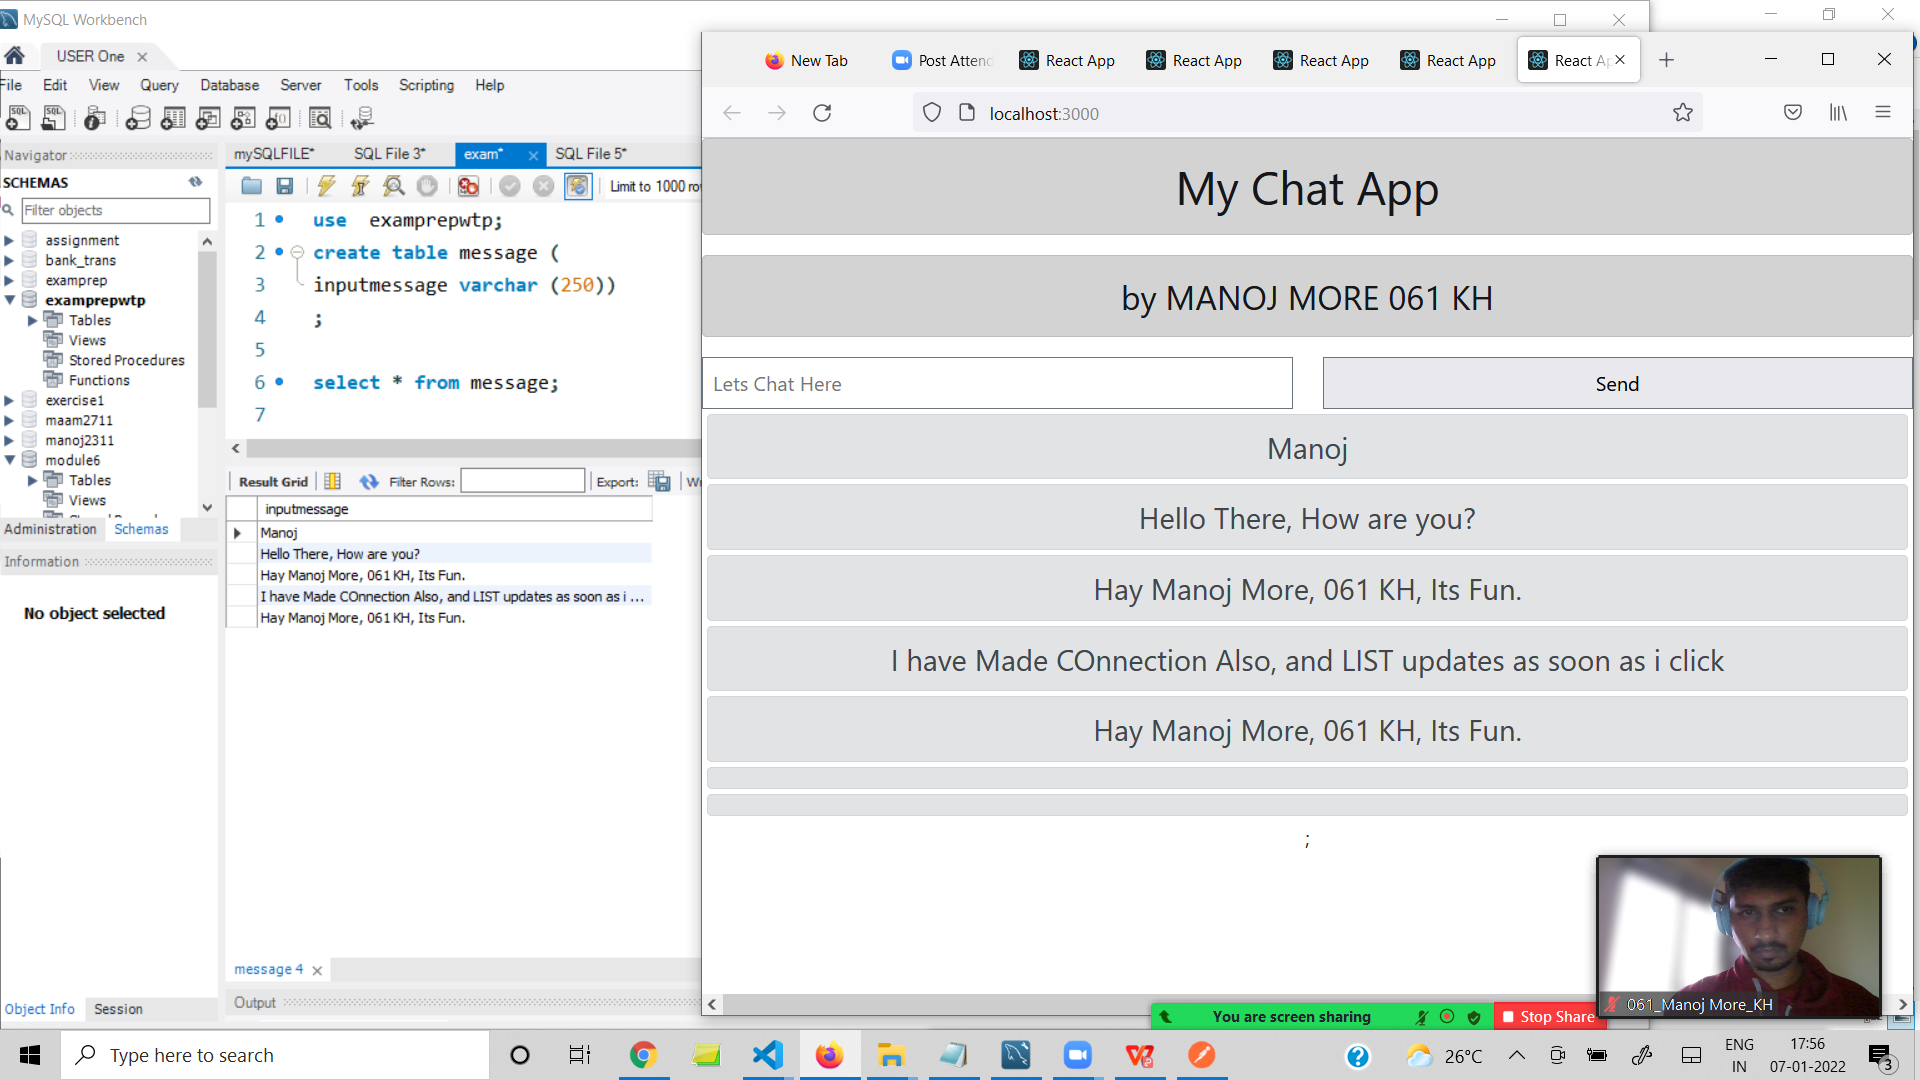 MySQL Workbench
USER One
File Edit View Query Database Server Tools Scripting Help
Navigator
SCHEMAS
Filter objects
assignment
bank_trans
examprep
examprepwtp
Tables
Views
Stored Procedures
Functions
exercise1
maam2711
manoj2311
module6
Tables
Views
Administration Schemas
Information
No object selected
Object Info Session
mySQLFILE* SQL File 3* exam* SQL File 5*
Limit to 1000 ro
1 use examprepwtp;
2 create table message (
3 inputmessage varchar (250))
4 ;
5
6 select * from message;
7
Result Grid Filter Rows: Export:
inputmessage
Manoj
Hello There, How are you?
Hay Manoj More, 061 KH, Its Fun.
I have Made COnnection Also, and LIST updates as soon as i ...
Hay Manoj More, 061 KH, Its Fun.
message 4
Output
New Tab Post Attend React App React App React App React App React Ap
localhost:3000
My Chat App
by MANOJ MORE 061 KH
Lets Chat Here Send
Manoj
Hello There, How are you?
Hay Manoj More, 061 KH, Its Fun.
I have Made COnnection Also, and LIST updates as soon as i click
Hay Manoj More, 061 KH, Its Fun.
;
061_Manoj More_KH
You are screen sharing Stop Share
Type here to search
26°C
ENG
IN
17:56
07-01-2022
3